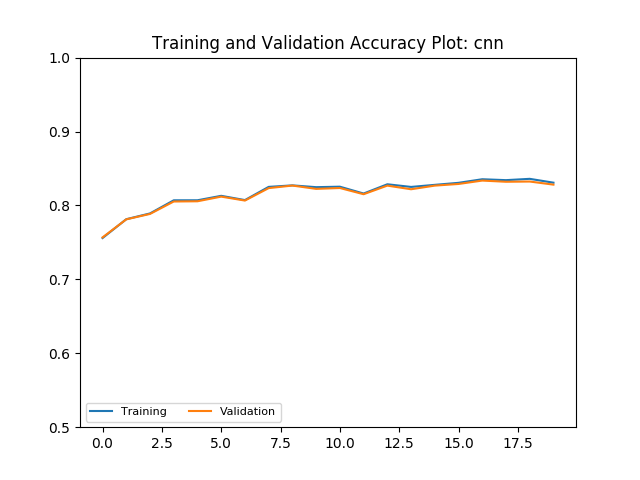 Training and Validation Accuracy Plot: cnn
1.0
0.9
0.8
0.7
0.6
0.5
Training Validation
0.0 2.5 5.0 7.5 10.0 12.5 15.0 17.5